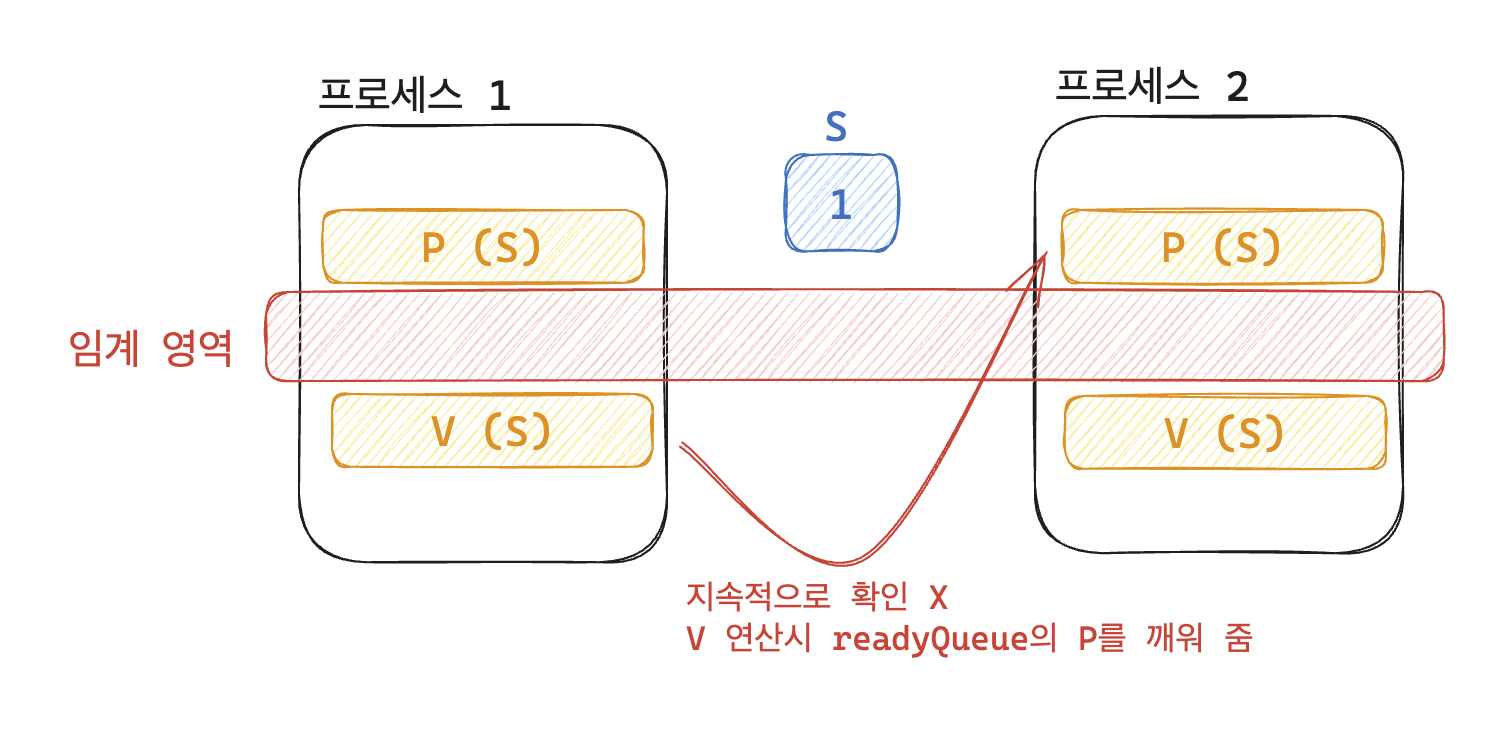 프로세스 1
프로세스 2
S
1
P (S)
P (S)
임계 영역
V (S)
V (S)
지속적으로 확인 X
V 연산시 readyQueue의 P를 깨워 줌